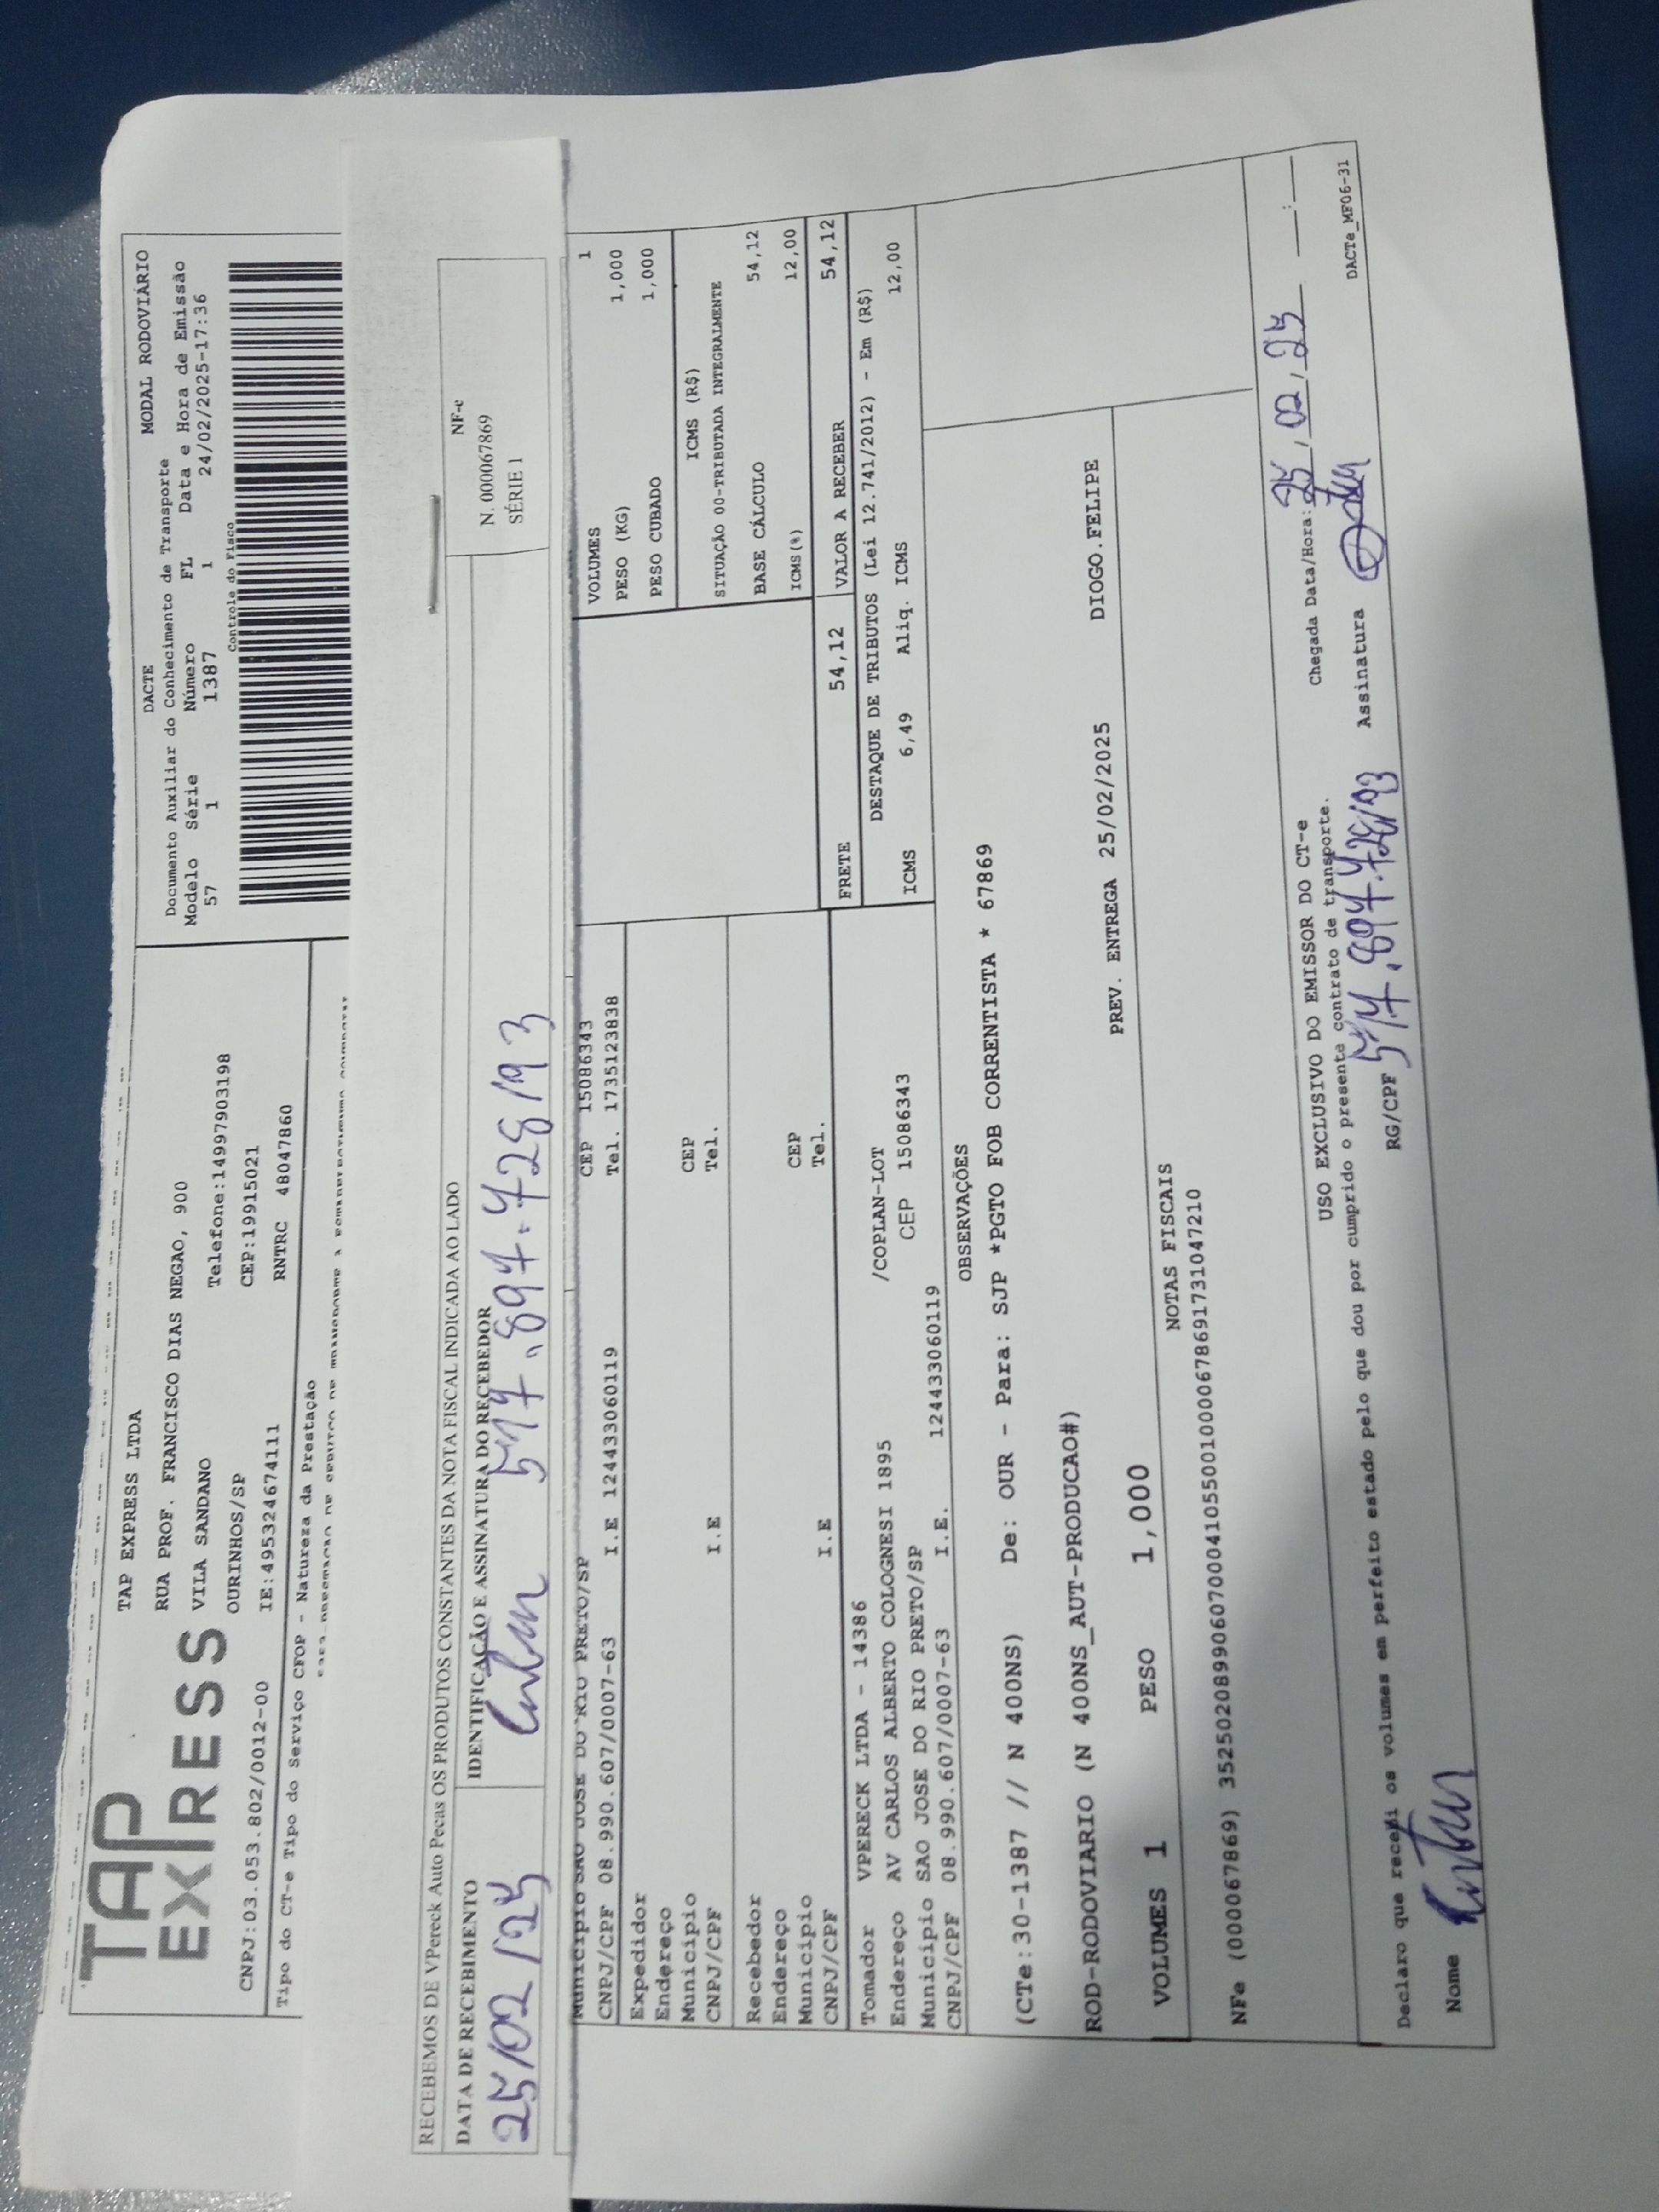 TAP
EXPRESS
TAP EXPRESS LTDA
RUA PROF. FRANCISCO DIAS NEGAO, 900
VILA SANDANO Telefone:14997903198
OURINHOS/SP CEP:19915021
CNPJ:03.053.802/0012-00 IE:495324674111 RNTRC 48047860
Tipo do CT-e Tipo do Serviço CFOP - Natureza da Prestação
DACTE MODAL RODOVIÁRIO
Documento Auxiliar do Conhecimento de Transporte
Modelo Série Número FL Data e Hora de Emissão
57 1 1387 1 24/02/2025-17:36
Controle do Fisco
RECEBEMOS DE VPereck Auto Pecas OS PRODUTOS CONSTANTES DA NOTA FISCAL INDICADA AO LADO
DATA DE RECEBIMENTO IDENTIFICAÇÃO E ASSINATURA DO RECEBEDOR
25/02/25
NF-e
N. 000067869
SÉRIE 1
Município SAO JOSE DO RIO PRETO/SP CEP 15086343
CNPJ/CPF 08.990.607/0007-63 I.E 124433060119 Tel. 1735123838
Expedidor
Endereço
Município CEP
CNPJ/CPF I.E Tel.
Recebedor
Endereço
Município CEP
CNPJ/CPF I.E Tel.
Tomador VPERECK LTDA - 14386
Endereço AV CARLOS ALBERTO COLOGNESI 1895 /COPLAN-LOT
Município SAO JOSE DO RIO PRETO/SP CEP 15086343
CNPJ/CPF 08.990.607/0007-63 I.E. 124433060119
VOLUMES 1
PESO (KG) 1,000
PESO CUBADO 1,000
ICMS (R$)
SITUAÇÃO 00-TRIBUTADA INTEGRALMENTE
BASE CÁLCULO 54,12
ICMS(%) 12,00
FRETE 54,12 VALOR A RECEBER 54,12
DESTAQUE DE TRIBUTOS (Lei 12.741/2012) - Em (R$)
ICMS 6,49 Aliq. ICMS 12,00
OBSERVAÇÕES
(CTe:30-1387 // N 400NS) De: OUR - Para: SJP *PGTO FOB CORRENTISTA * 67869
ROD-RODOVIARIO (N 400NS_AUT-PRODUCAO#)
VOLUMES 1 PESO 1,000 PREV. ENTREGA 25/02/2025 DIOGO.FELIPE
NOTAS FISCAIS
NFe (000067869) 35250208990607000410550010000678691731047210
USO EXCLUSIVO DO EMISSOR DO CT-e
Declaro que recebi os volumes em perfeito estado pelo que dou por cumprido o presente contrato de transporte.
Chegada Data/Hora: 25/02/25 __:__
Nome RG/CPF Assinatura
DACTe_MF06-31